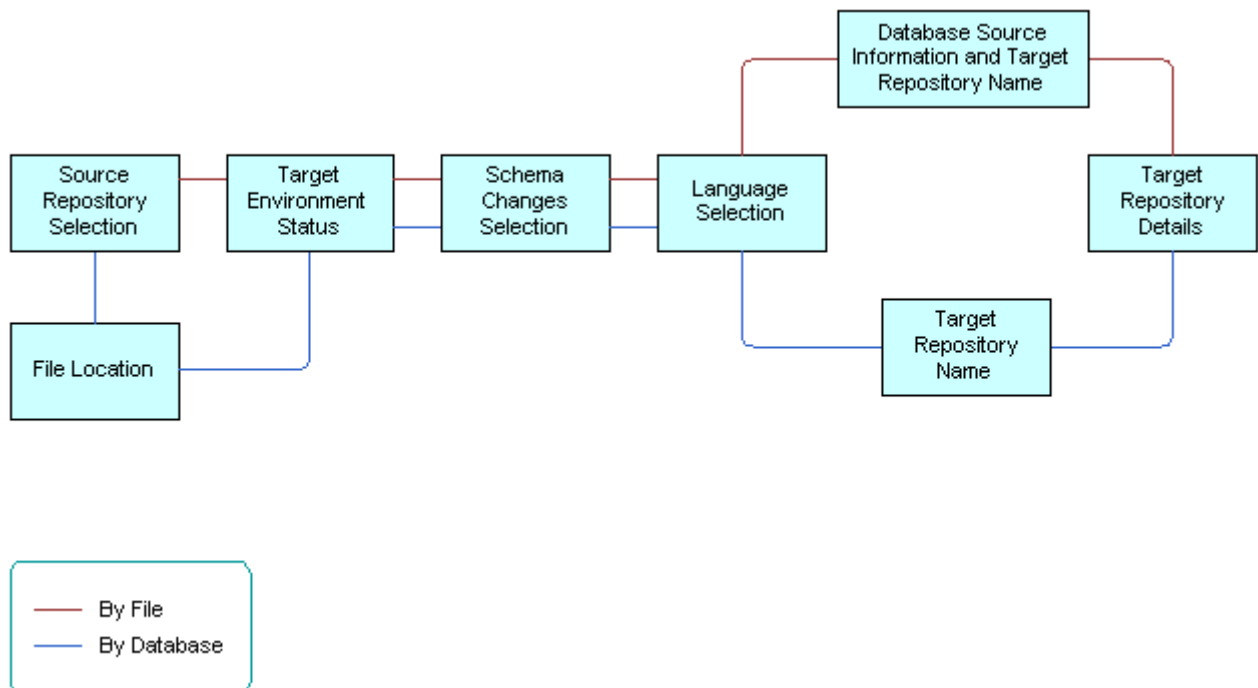 Database Source
Information and Target
Repository Name
Source
Repository
Selection
Target
Environment
Status
Schema
Changes
Selection
Language
Selection
Target
Repository
Details
File Location
Target
Repository
Name
By File
By Database